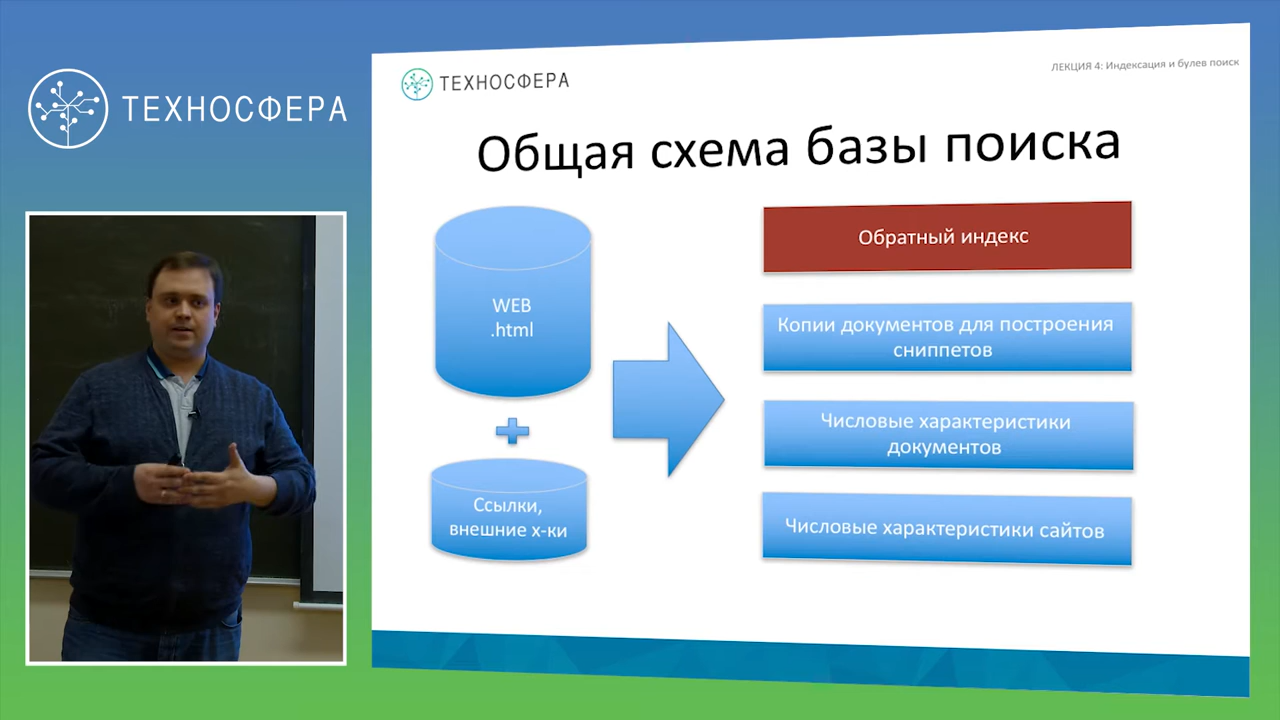 ТЕХНОСФЕРА
ТЕХНОСФЕРА
ЛЕКЦИЯ 4: Индексация и булев поиск
Общая схема базы поиска
WEB
.html
Ссылки,
внешние х-ки
Обратный индекс
Копии документов для построения
сниппетов
Числовые характеристики
документов
Числовые характеристики сайтов